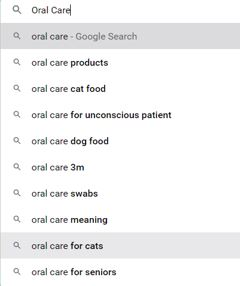 Oral Care
oral care - Google Search
oral care products
oral care cat food
oral care for unconscious patient
oral care dog food
oral care 3m
oral care swabs
oral care meaning
oral care for cats
oral care for seniors